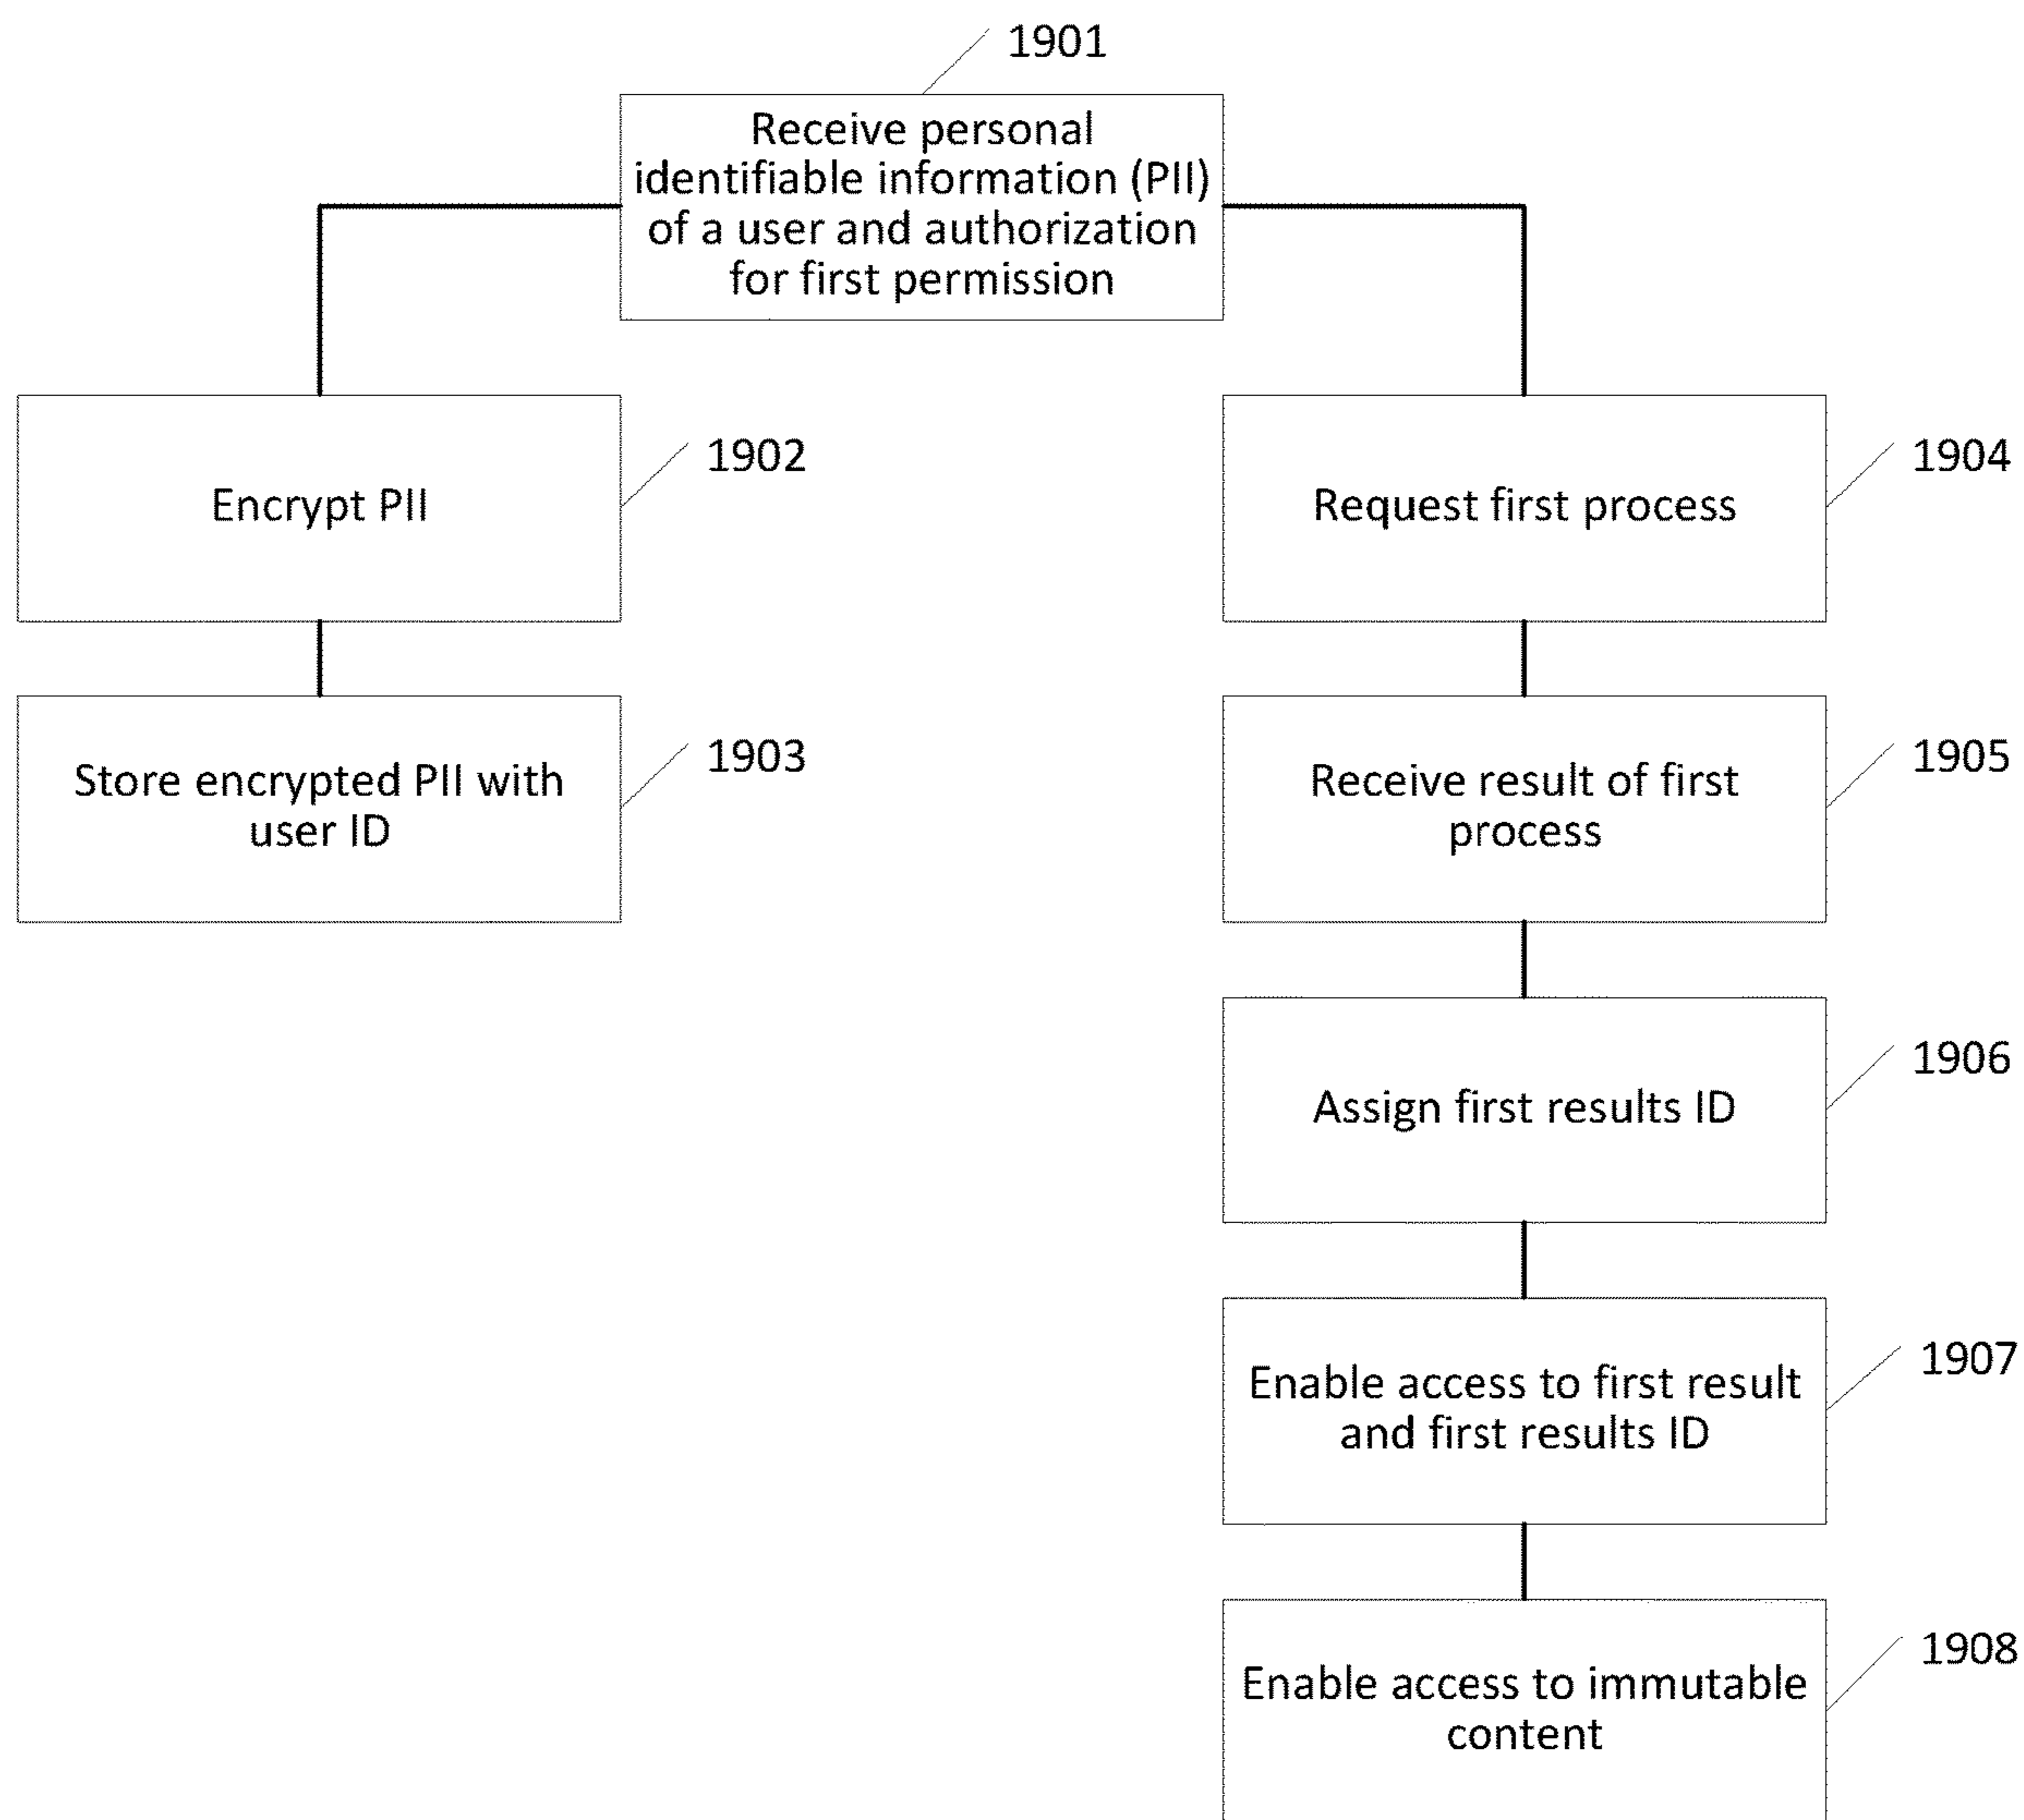 1901
Receive personal
identifiable information (PII)
of a user and authorization
for first permission
1902
Encrypt PII
1904
Request first process
1903
Store encrypted PII with
user ID
1905
Receive result of first
process
1906
Assign first results ID
1907
Enable access to first result
and first results ID
1908
Enable access to immutable
content